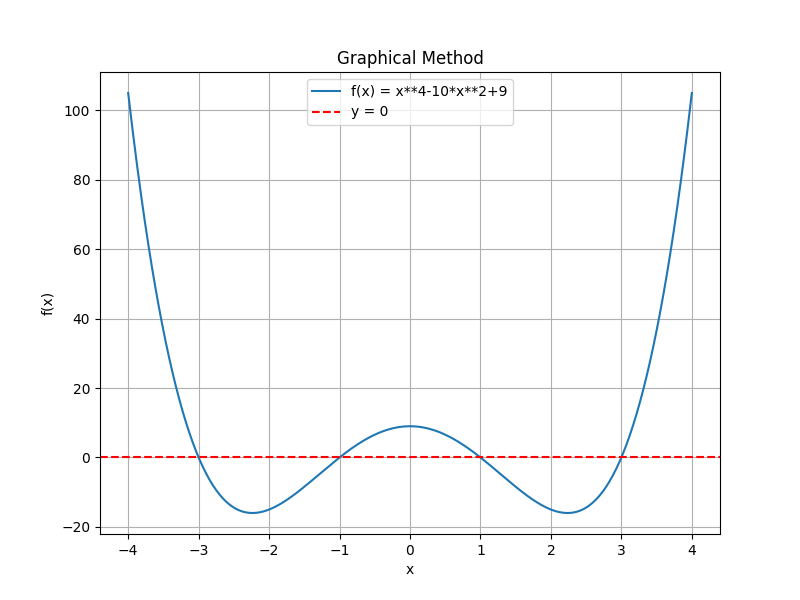 Graphical Method
f(x) = x**4-10*x**2+9
y = 0
100
80
60
40
20
0
−20
f(x)
−4 −3 −2 −1 0 1 2 3 4
x